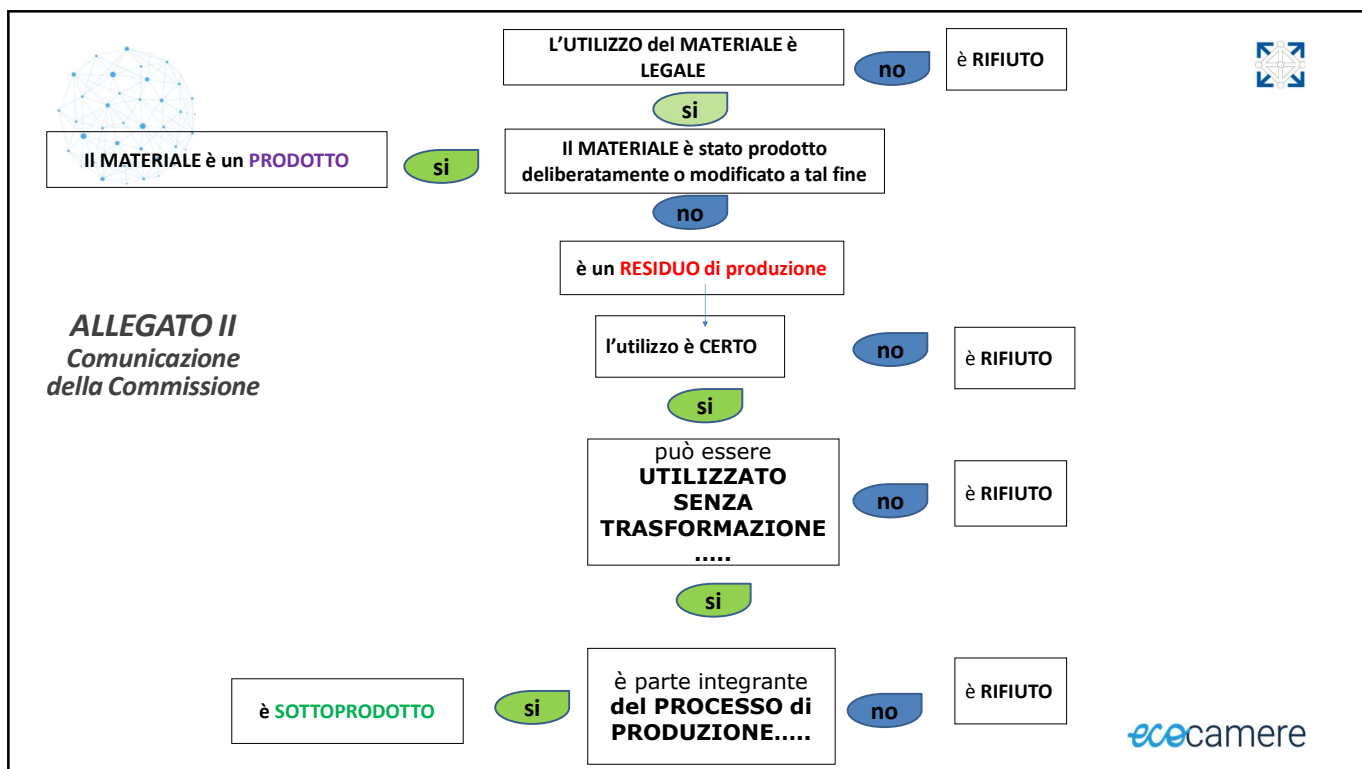 L'UTILIZZO del MATERIALE è
LEGALE
no
è RIFIUTO
si
Il MATERIALE è un PRODOTTO
si
Il MATERIALE è stato prodotto
deliberatamente o modificato a tal fine
no
è un RESIDUO di produzione
ALLEGATO II
Comunicazione
della Commissione
l'utilizzo è CERTO
no
è RIFIUTO
si
può essere
UTILIZZATO
SENZA
TRASFORMAZIONE
.....
no
è RIFIUTO
si
è SOTTOPRODOTTO
si
è parte integrante
del PROCESSO di
PRODUZIONE.....
no
è RIFIUTO
ecocamere